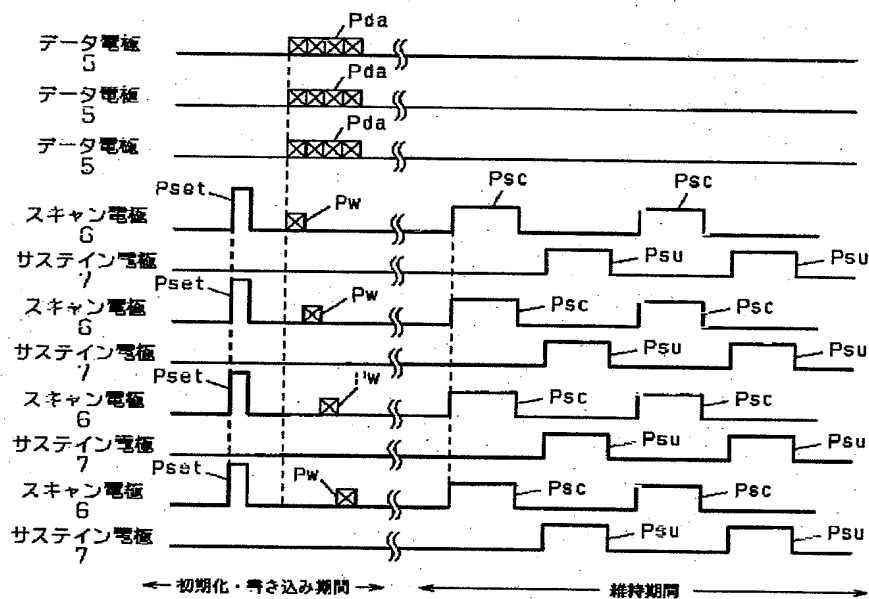 Pda
データ電極
5
Pda
データ電極
5
Pda
データ電極
5
Pset
Pw
Psc
Psc
スキャン電極
6
サステイン電極
7
Psu
Psu
Pset
Pw
スキャン電極
6
Psc
Psc
サステイン電極
7
Psu
Psu
Pset
Pw
スキャン電極
6
Psc
Psc
サステイン電極
7
Psu
Psu
Pset
Pw
スキャン電極
6
Psc
Psc
サステイン電極
7
Psu
Psu
初期化・書き込み期間
維持期間